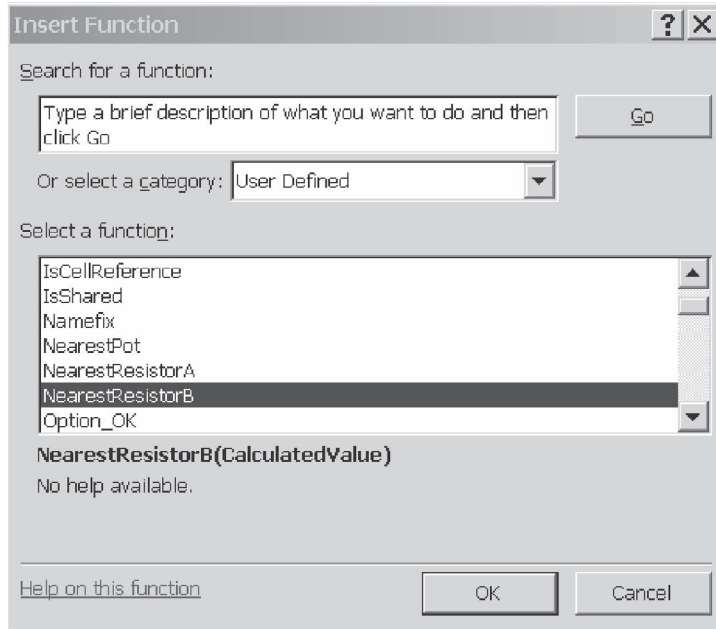 Insert Function
Search for a function:
Type a brief description of what you want to do and then
click Go
Go
Or select a category: User Defined
Select a function:
IsCellReference
IsShared
Namefix
NearestPot
NearestResistorA
NearestResistorB
Option_OK
NearestResistorB(CalculatedValue)
No help available.
Help on this function
OK
Cancel